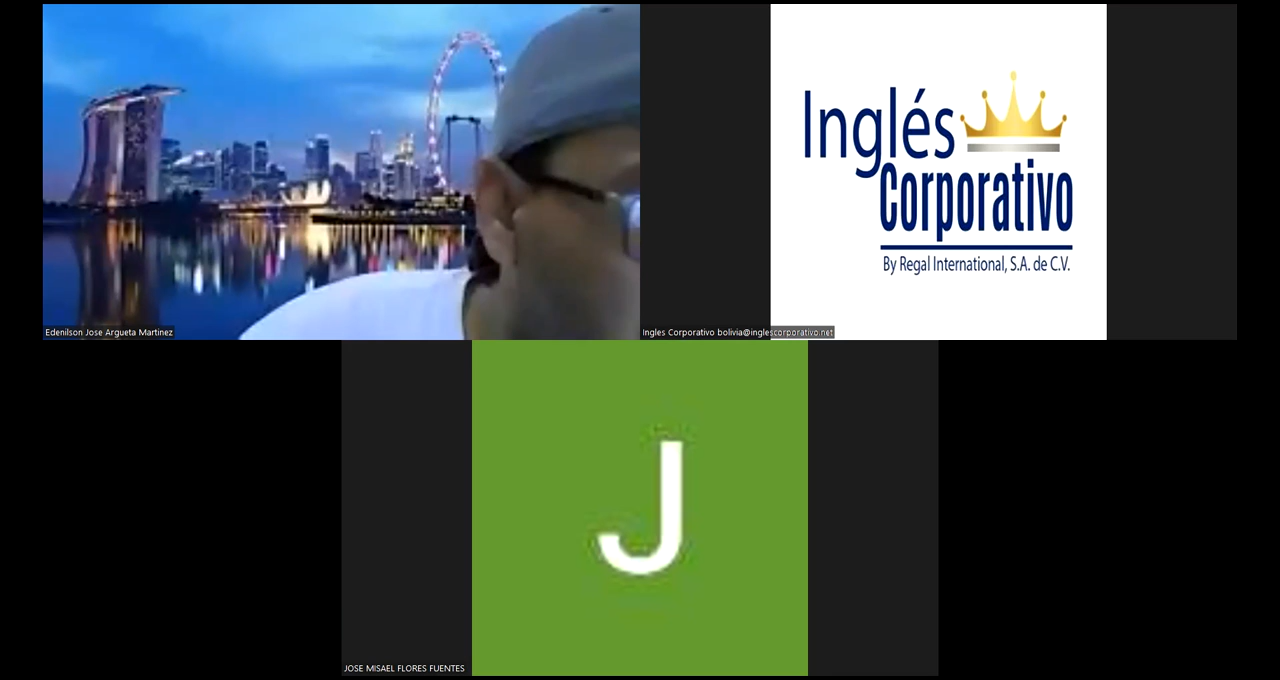 Inglés
Corporativo
By Regal International, S.A. de C.V.
Edenilson Jose Argueta Martinez
Ingles Corporativo bolivia@inglescorporativo.net
J
JOSE MISAEL FLORES FUENTES